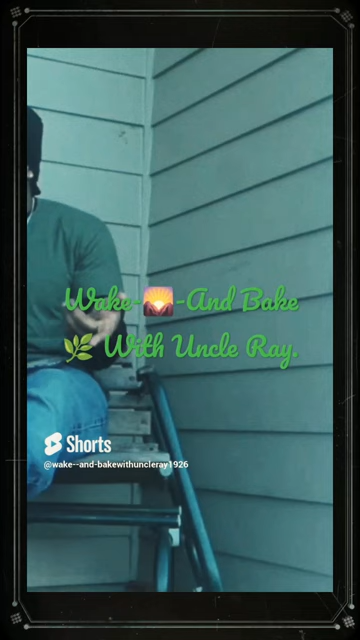 Wake-🌅-And Bake
🌿 With Uncle Ray.
Shorts
@wake--and-bakewithuncleray1926